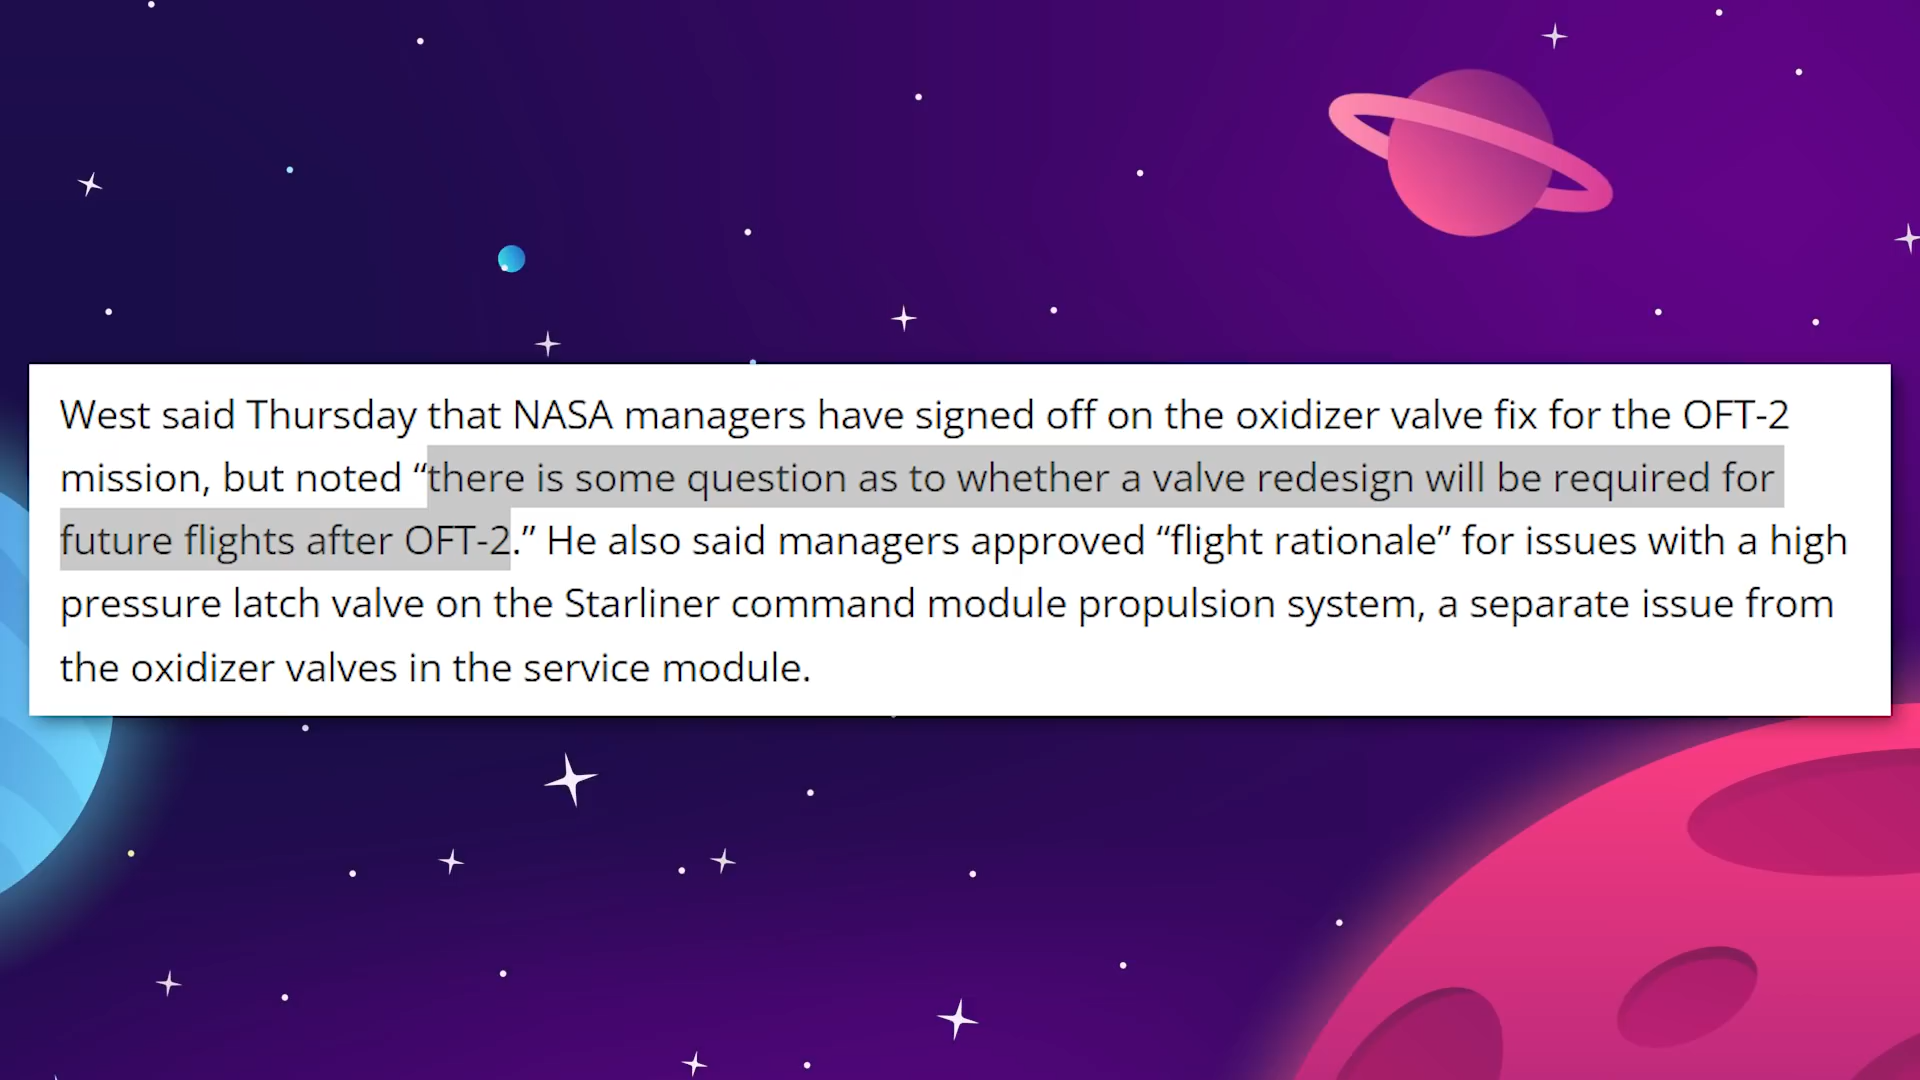 West said Thursday that NASA managers have signed off on the oxidizer valve fix for the OFT-2
mission, but noted “there is some question as to whether a valve redesign will be required for
future flights after OFT-2.” He also said managers approved “flight rationale” for issues with a high
pressure latch valve on the Starliner command module propulsion system, a separate issue from
the oxidizer valves in the service module.